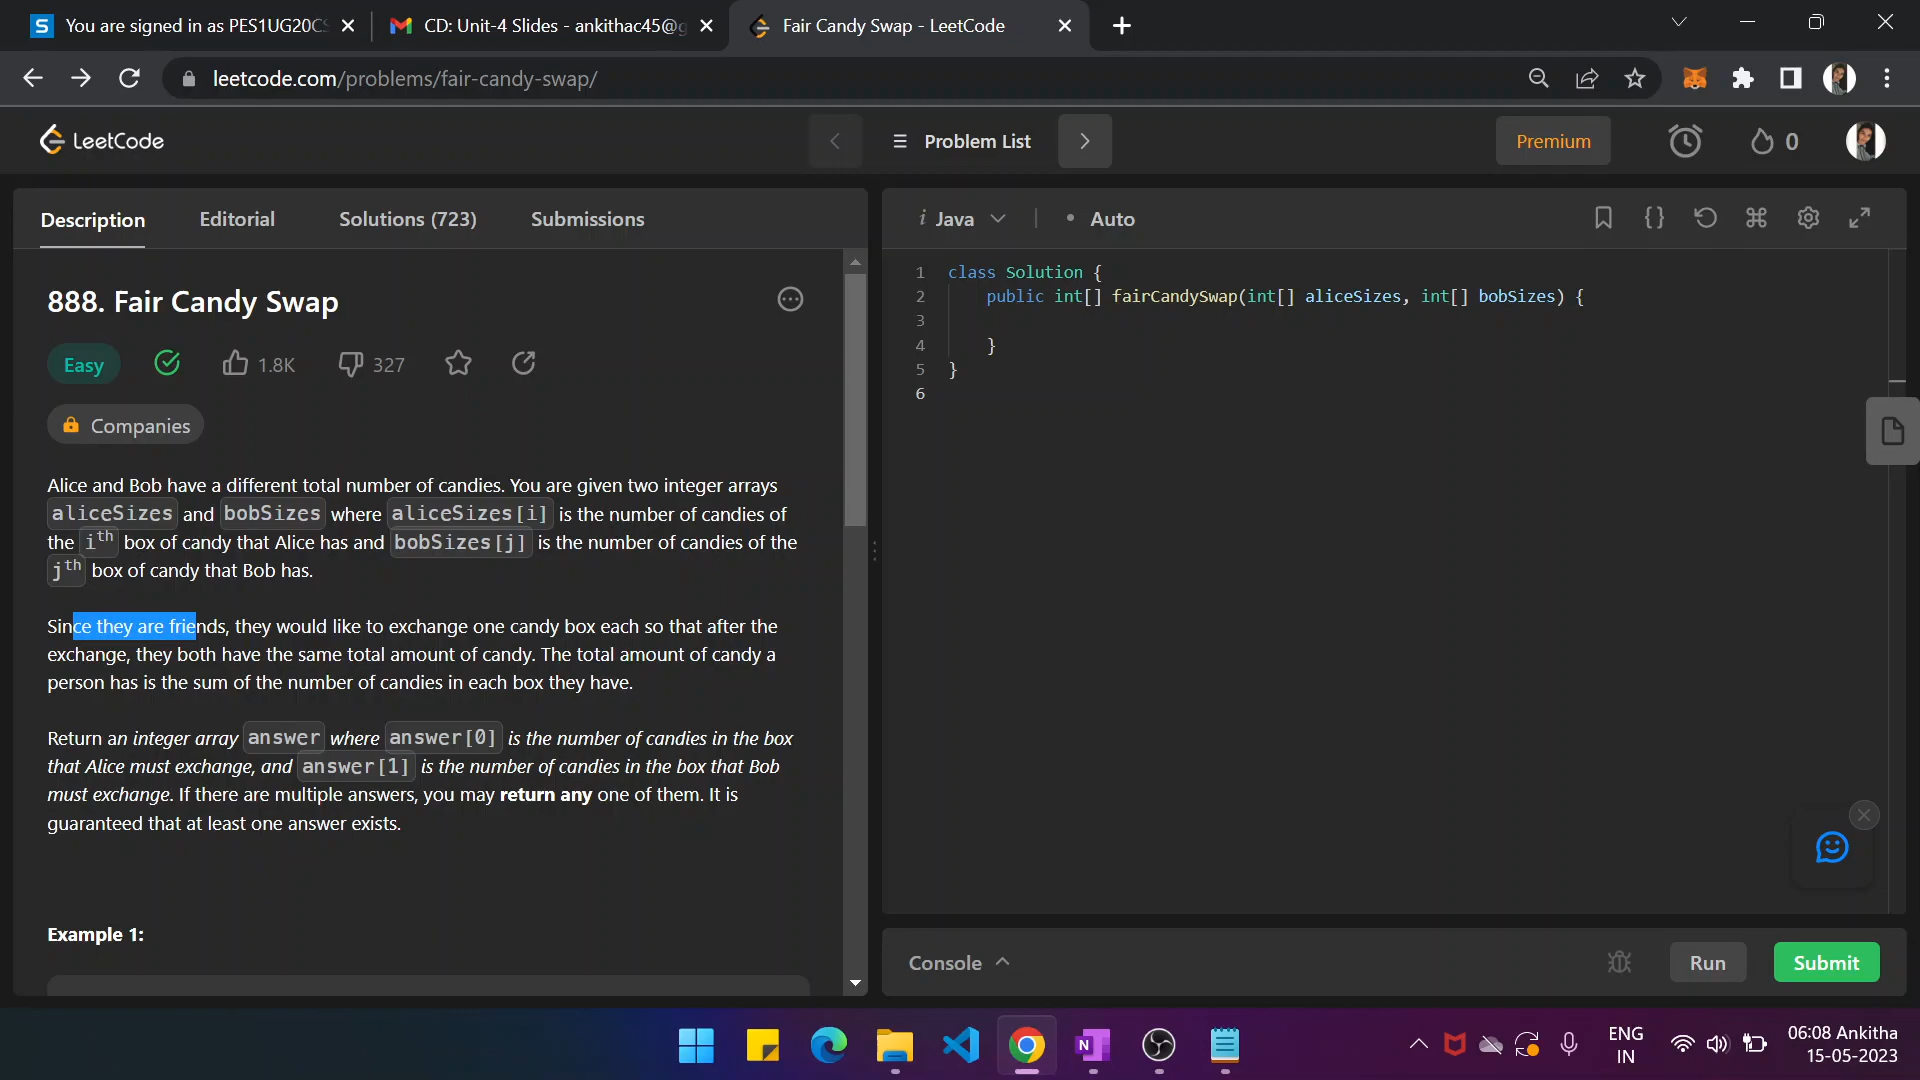 You are signed in as PES1UG20CS
CD: Unit-4 Slides - ankithac45@g
Fair Candy Swap - LeetCode
leetcode.com/problems/fair-candy-swap/
LeetCode
Problem List
Premium
0
Description
Editorial
Solutions (723)
Submissions
888. Fair Candy Swap
Easy
1.8K
327
Companies
Alice and Bob have a different total number of candies. You are given two integer arrays
aliceSizes and bobSizes where aliceSizes[i] is the number of candies of
the ith box of candy that Alice has and bobSizes[j] is the number of candies of the
jth box of candy that Bob has.
Since they are friends, they would like to exchange one candy box each so that after the
exchange, they both have the same total amount of candy. The total amount of candy a
person has is the sum of the number of candies in each box they have.
Return an integer array answer where answer[0] is the number of candies in the box
that Alice must exchange, and answer[1] is the number of candies in the box that Bob
must exchange. If there are multiple answers, you may return any one of them. It is
guaranteed that at least one answer exists.
Example 1:
i Java
• Auto
1 class Solution {
2 public int[] fairCandySwap(int[] aliceSizes, int[] bobSizes) {
3
4 }
5 }
6
Console
Run
Submit
ENG
IN
06:08 Ankitha
15-05-2023